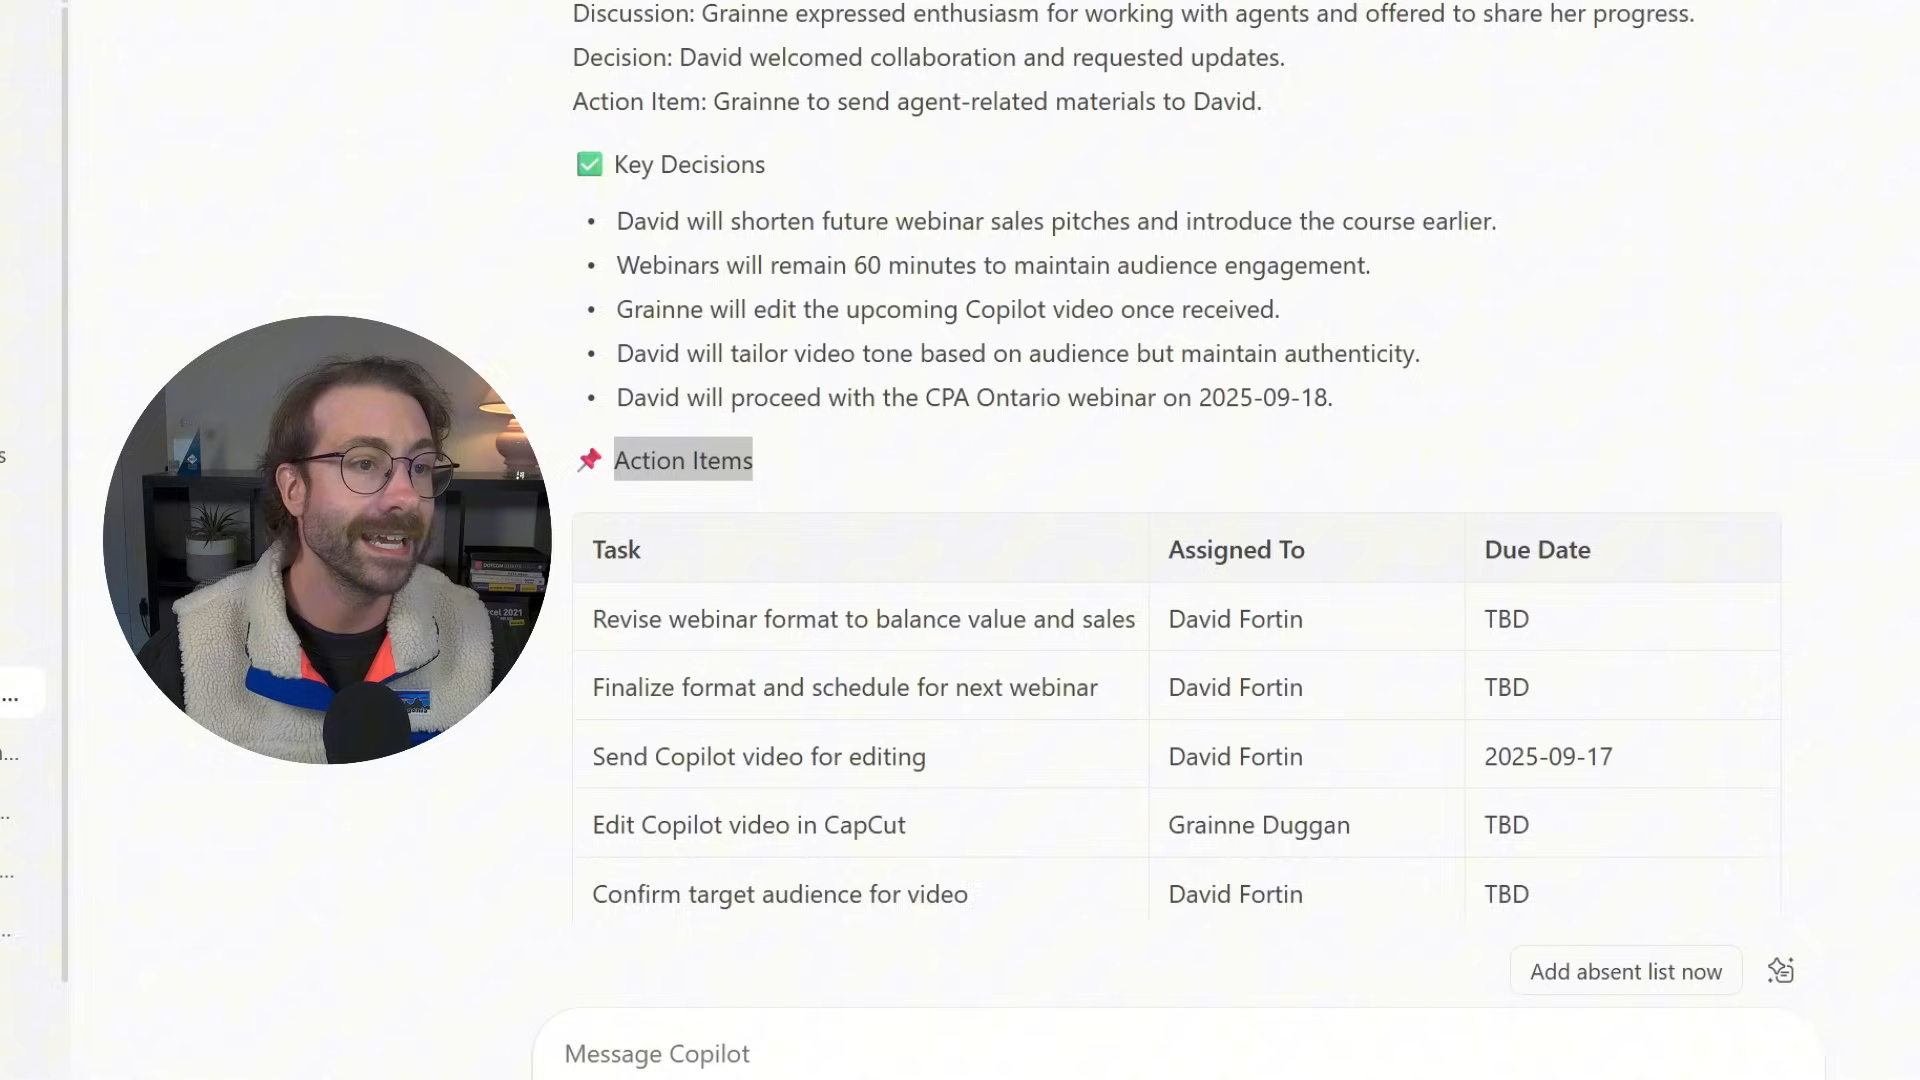 Discussion: Grainne expressed enthusiasm for working with agents and offered to share her progress.
Decision: David welcomed collaboration and requested updates.
Action Item: Grainne to send agent-related materials to David.
✅ Key Decisions
• David will shorten future webinar sales pitches and introduce the course earlier.
• Webinars will remain 60 minutes to maintain audience engagement.
• Grainne will edit the upcoming Copilot video once received.
• David will tailor video tone based on audience but maintain authenticity.
• David will proceed with the CPA Ontario webinar on 2025-09-18.
📌 Action Items
Task Assigned To Due Date
Revise webinar format to balance value and sales David Fortin TBD
Finalize format and schedule for next webinar David Fortin TBD
Send Copilot video for editing David Fortin 2025-09-17
Edit Copilot video in CapCut Grainne Duggan TBD
Confirm target audience for video David Fortin TBD
Add absent list now
Message Copilot